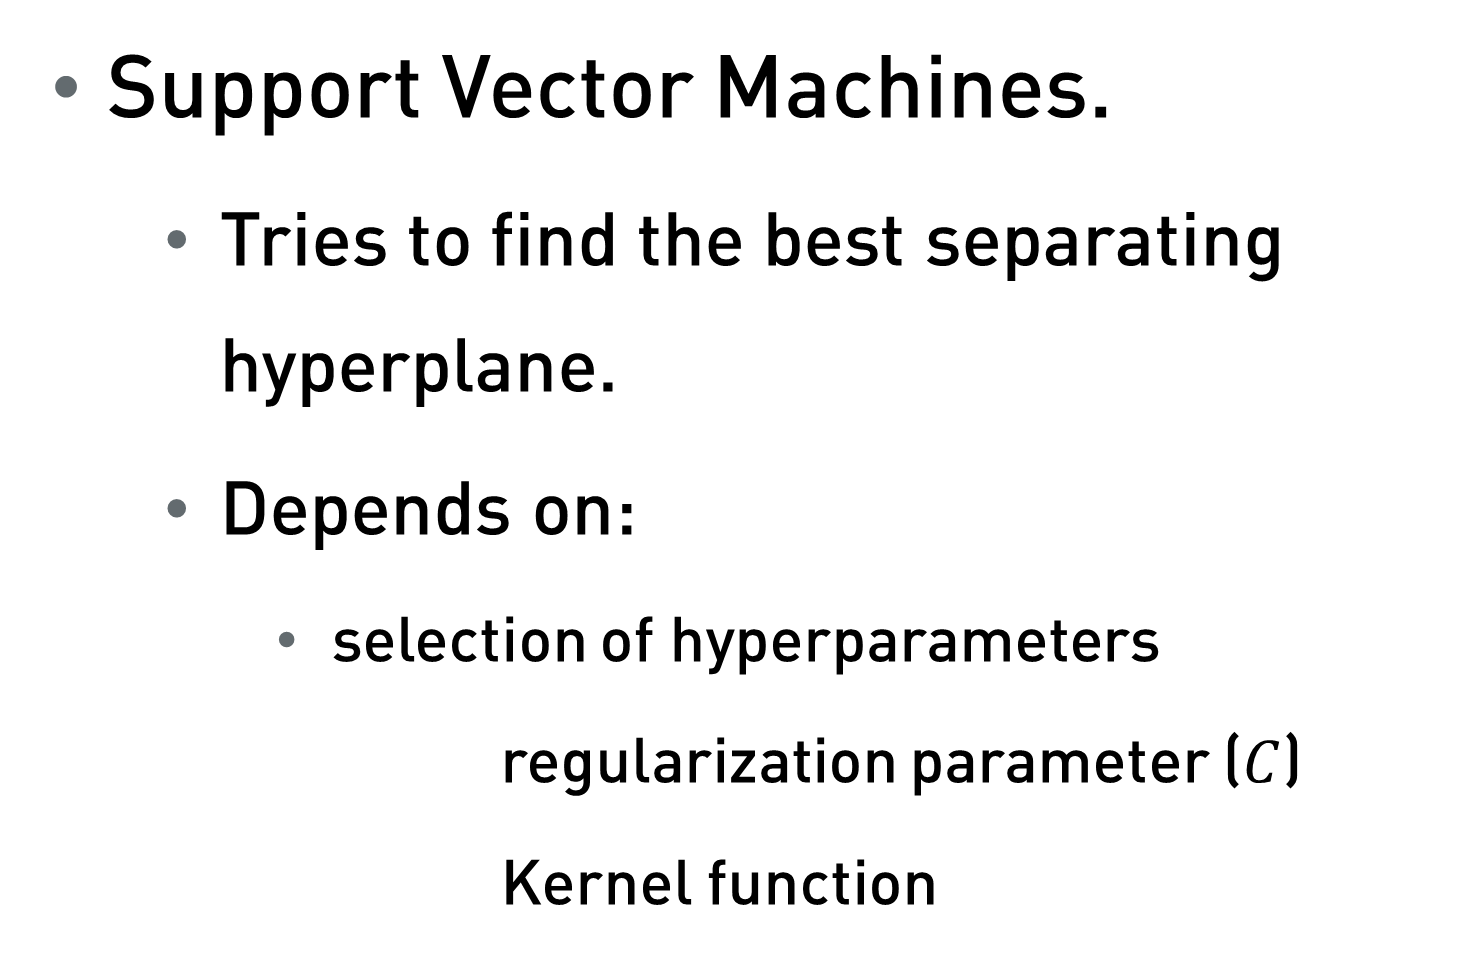 • Support Vector Machines.
• Tries to find the best separating
hyperplane.
• Depends on:
• selection of hyperparameters
regularization parameter (C)
Kernel function